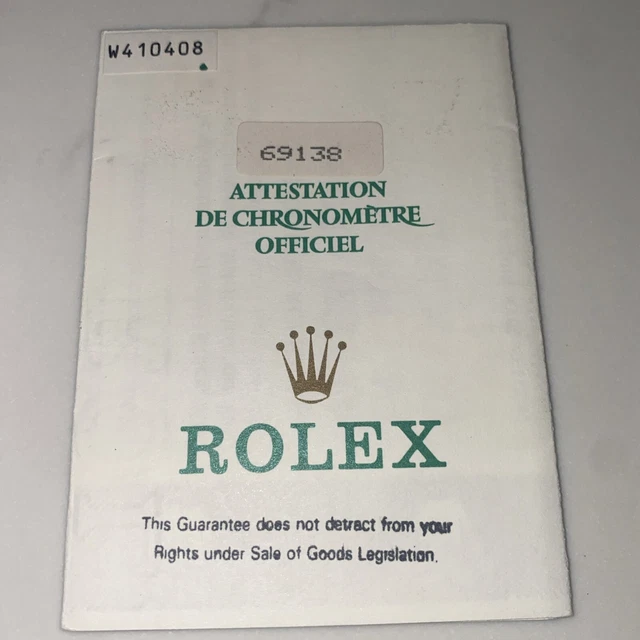 W410408
69138
ATTESTATION
DE CHRONOMÈTRE
OFFICIEL
ROLEX
This Guarantee does not detract from your
Rights under Sale of Goods Legislation.